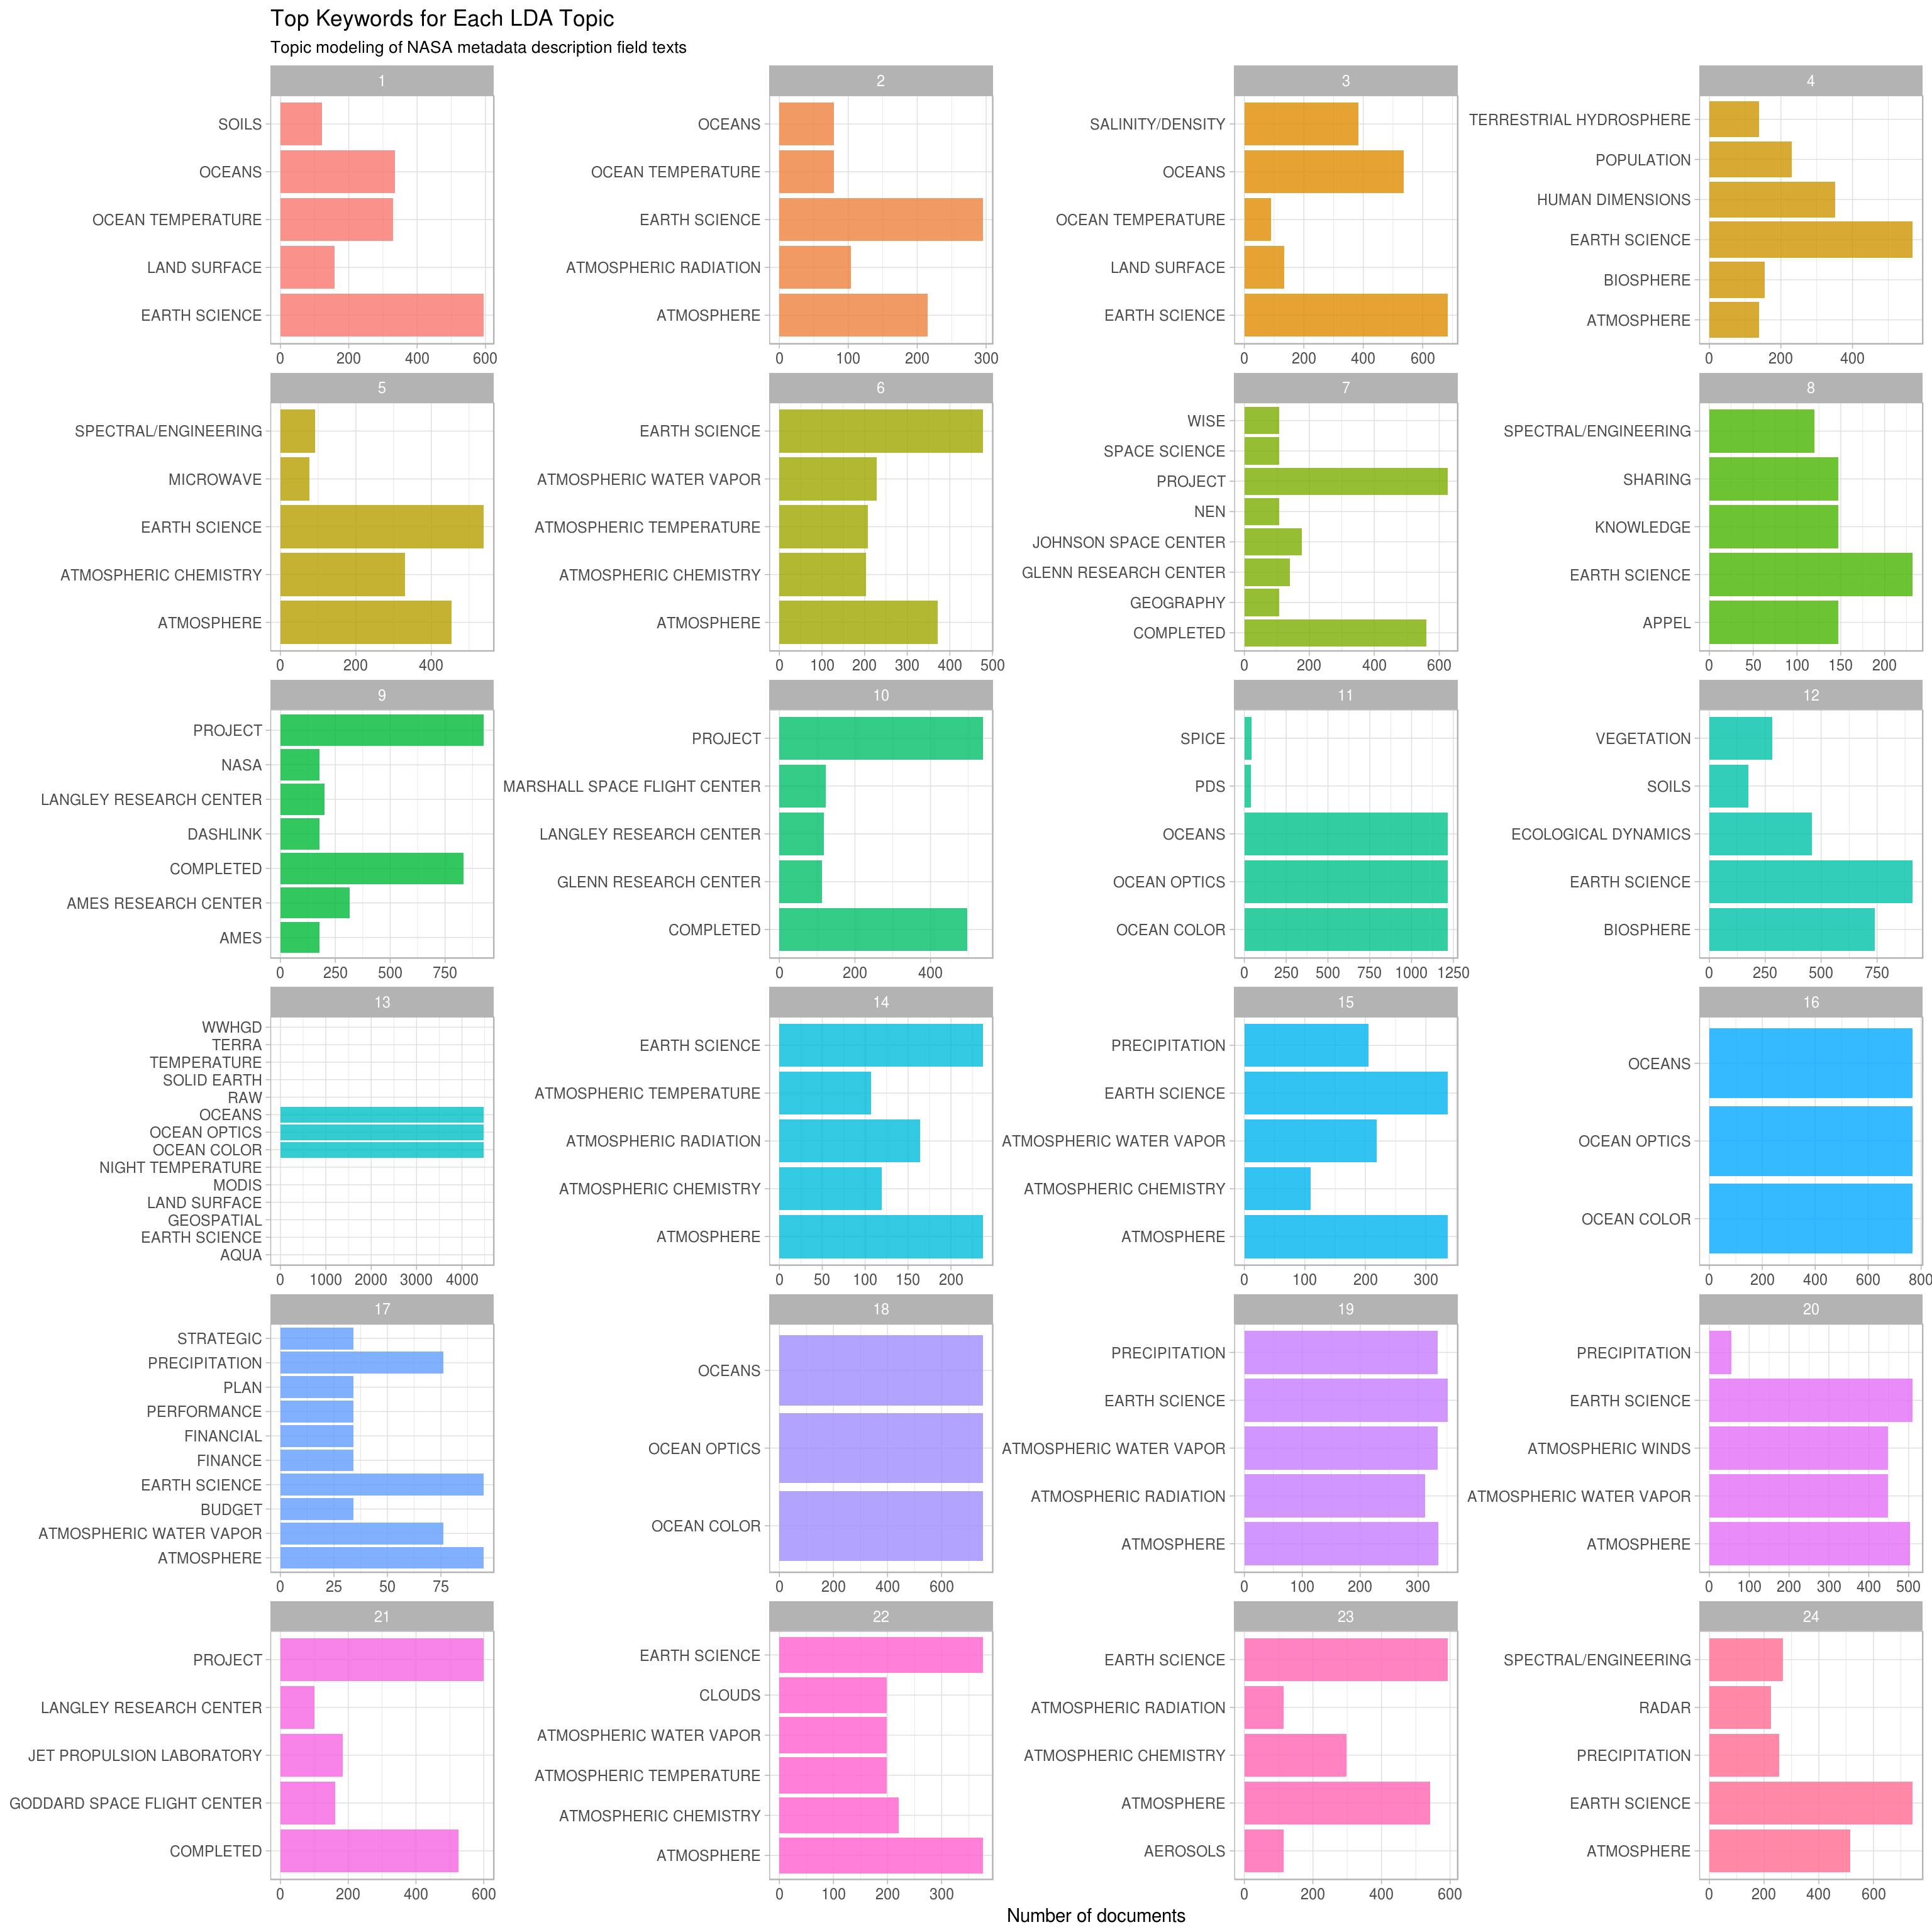 Top Keywords for Each LDA Topic
Topic modeling of NASA metadata description field texts
1
SOILS
OCEANS
OCEAN TEMPERATURE
LAND SURFACE
EARTH SCIENCE
0 200 400 600
2
OCEANS
OCEAN TEMPERATURE
EARTH SCIENCE
ATMOSPHERIC RADIATION
ATMOSPHERE
0 100 200 300
3
SALINITY/DENSITY
OCEANS
OCEAN TEMPERATURE
LAND SURFACE
EARTH SCIENCE
0 200 400 600
4
TERRESTRIAL HYDROSPHERE
POPULATION
HUMAN DIMENSIONS
EARTH SCIENCE
BIOSPHERE
ATMOSPHERE
0 200 400
5
SPECTRAL/ENGINEERING
MICROWAVE
EARTH SCIENCE
ATMOSPHERIC CHEMISTRY
ATMOSPHERE
0 200 400
6
EARTH SCIENCE
ATMOSPHERIC WATER VAPOR
ATMOSPHERIC TEMPERATURE
ATMOSPHERIC CHEMISTRY
ATMOSPHERE
0 100 200 300 400 500
7
WISE
SPACE SCIENCE
PROJECT
NEN
JOHNSON SPACE CENTER
GLENN RESEARCH CENTER
GEOGRAPHY
COMPLETED
0 200 400 600
8
SPECTRAL/ENGINEERING
SHARING
KNOWLEDGE
EARTH SCIENCE
APPEL
0 50 100 150 200
9
PROJECT
NASA
LANGLEY RESEARCH CENTER
DASHLINK
COMPLETED
AMES RESEARCH CENTER
AMES
0 250 500 750
10
PROJECT
MARSHALL SPACE FLIGHT CENTER
LANGLEY RESEARCH CENTER
GLENN RESEARCH CENTER
COMPLETED
0 200 400
11
SPICE
PDS
OCEANS
OCEAN OPTICS
OCEAN COLOR
0 250 500 750 1000 1250
12
VEGETATION
SOILS
ECOLOGICAL DYNAMICS
EARTH SCIENCE
BIOSPHERE
0 250 500 750
13
WWHGD
TERRA
TEMPERATURE
SOLID EARTH
RAW
OCEANS
OCEAN OPTICS
OCEAN COLOR
NIGHT TEMPERATURE
MODIS
LAND SURFACE
GEOSPATIAL
EARTH SCIENCE
AQUA
0 1000 2000 3000 4000
14
EARTH SCIENCE
ATMOSPHERIC TEMPERATURE
ATMOSPHERIC RADIATION
ATMOSPHERIC CHEMISTRY
ATMOSPHERE
0 50 100 150 200
15
PRECIPITATION
EARTH SCIENCE
ATMOSPHERIC WATER VAPOR
ATMOSPHERIC CHEMISTRY
ATMOSPHERE
0 100 200 300
16
OCEANS
OCEAN OPTICS
OCEAN COLOR
0 200 400 600 800
17
STRATEGIC
PRECIPITATION
PLAN
PERFORMANCE
FINANCIAL
FINANCE
EARTH SCIENCE
BUDGET
ATMOSPHERIC WATER VAPOR
ATMOSPHERE
0 25 50 75
18
OCEANS
OCEAN OPTICS
OCEAN COLOR
0 200 400 600
19
PRECIPITATION
EARTH SCIENCE
ATMOSPHERIC WATER VAPOR
ATMOSPHERIC RADIATION
ATMOSPHERE
0 100 200 300
20
PRECIPITATION
EARTH SCIENCE
ATMOSPHERIC WINDS
ATMOSPHERIC WATER VAPOR
ATMOSPHERE
0 100 200 300 400 500
21
PROJECT
LANGLEY RESEARCH CENTER
JET PROPULSION LABORATORY
GODDARD SPACE FLIGHT CENTER
COMPLETED
0 200 400 600
22
EARTH SCIENCE
CLOUDS
ATMOSPHERIC WATER VAPOR
ATMOSPHERIC TEMPERATURE
ATMOSPHERIC CHEMISTRY
ATMOSPHERE
0 100 200 300
23
EARTH SCIENCE
ATMOSPHERIC RADIATION
ATMOSPHERIC CHEMISTRY
ATMOSPHERE
AEROSOLS
0 200 400 600
24
SPECTRAL/ENGINEERING
RADAR
PRECIPITATION
EARTH SCIENCE
ATMOSPHERE
0 200 400 600
Number of documents